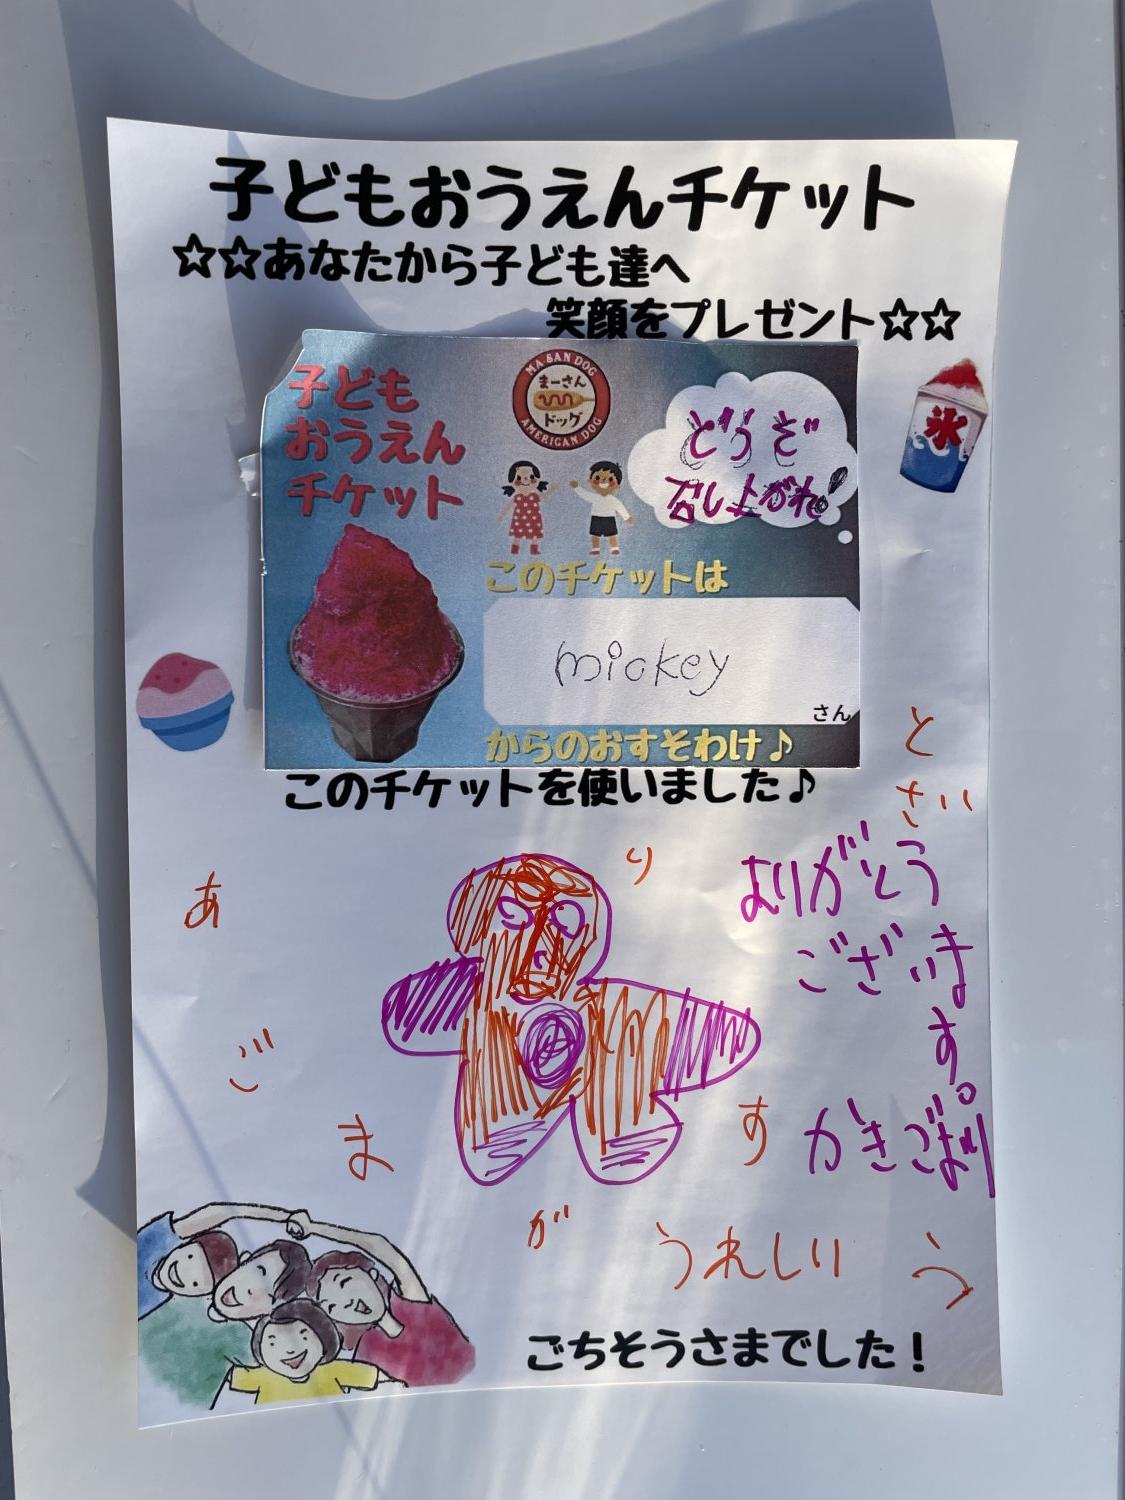 子どもおうえんチケット
☆☆あなたから子ども達へ
笑顔をプレゼント☆☆
子ども
おうえん
チケット
MA SAN DOG
まーさん
ドッグ
AMERICAN DOG
どうぞ
召し上がれ!
氷
このチケットは
mickey
さん
からのおすそわけ♪
このチケットを使いました♪
ありがとう
ございま
す。
かきごおり
あ
り
が
と
う
ご
ざい
ま
す
うれしい
ごちそうさまでした！